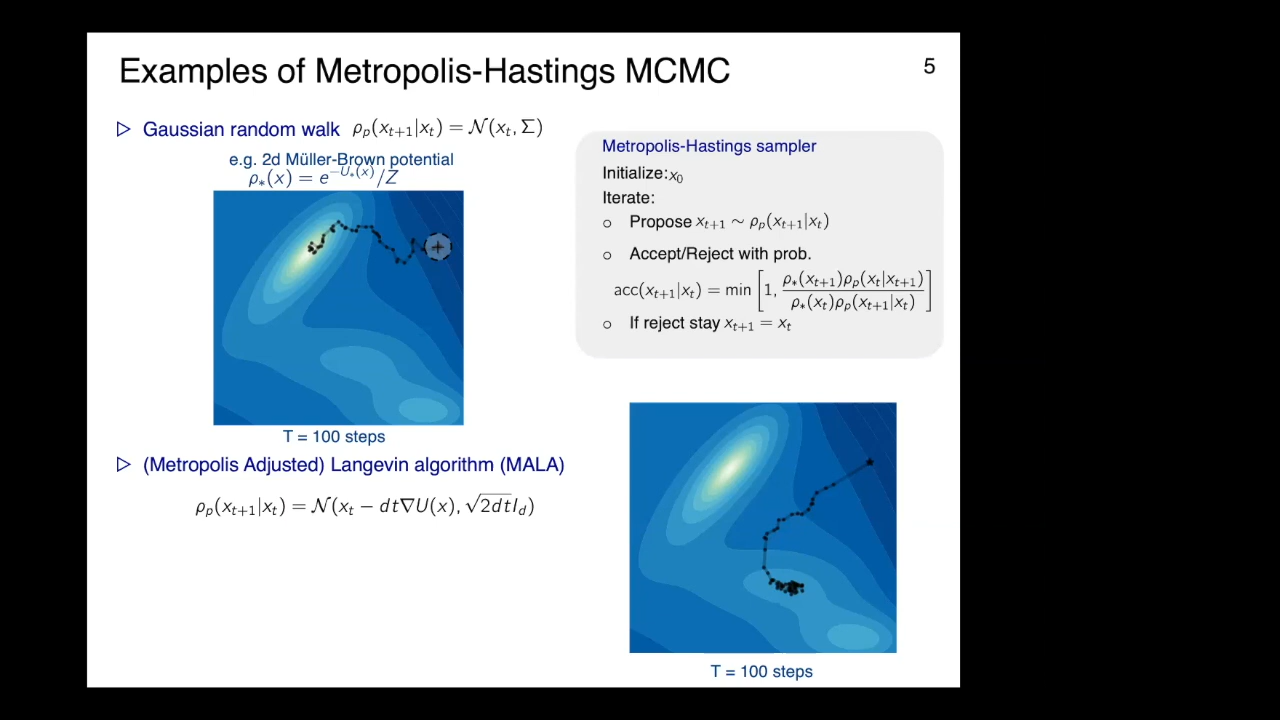 Examples of Metropolis-Hastings MCMC
5
▷ Gaussian random walk ρₚ(xₜ₊₁|xₜ) = 𝒩(xₜ, Σ)
e.g. 2d Müller-Brown potential
ρ∗(x) = e^{−U∗(x)}/Z
T = 100 steps
▷ (Metropolis Adjusted) Langevin algorithm (MALA)
ρₚ(xₜ₊₁|xₜ) = 𝒩(xₜ − dt∇U(x), √2dt I_d)
Metropolis-Hastings sampler
Initialize: x₀
Iterate:
○ Propose xₜ₊₁ ∼ ρₚ(xₜ₊₁|xₜ)
○ Accept/Reject with prob.
acc(xₜ₊₁|xₜ) = min [1, ρ∗(xₜ₊₁)ρₚ(xₜ|xₜ₊₁) / ρ∗(xₜ)ρₚ(xₜ₊₁|xₜ)]
○ If reject stay xₜ₊₁ = xₜ
T = 100 steps